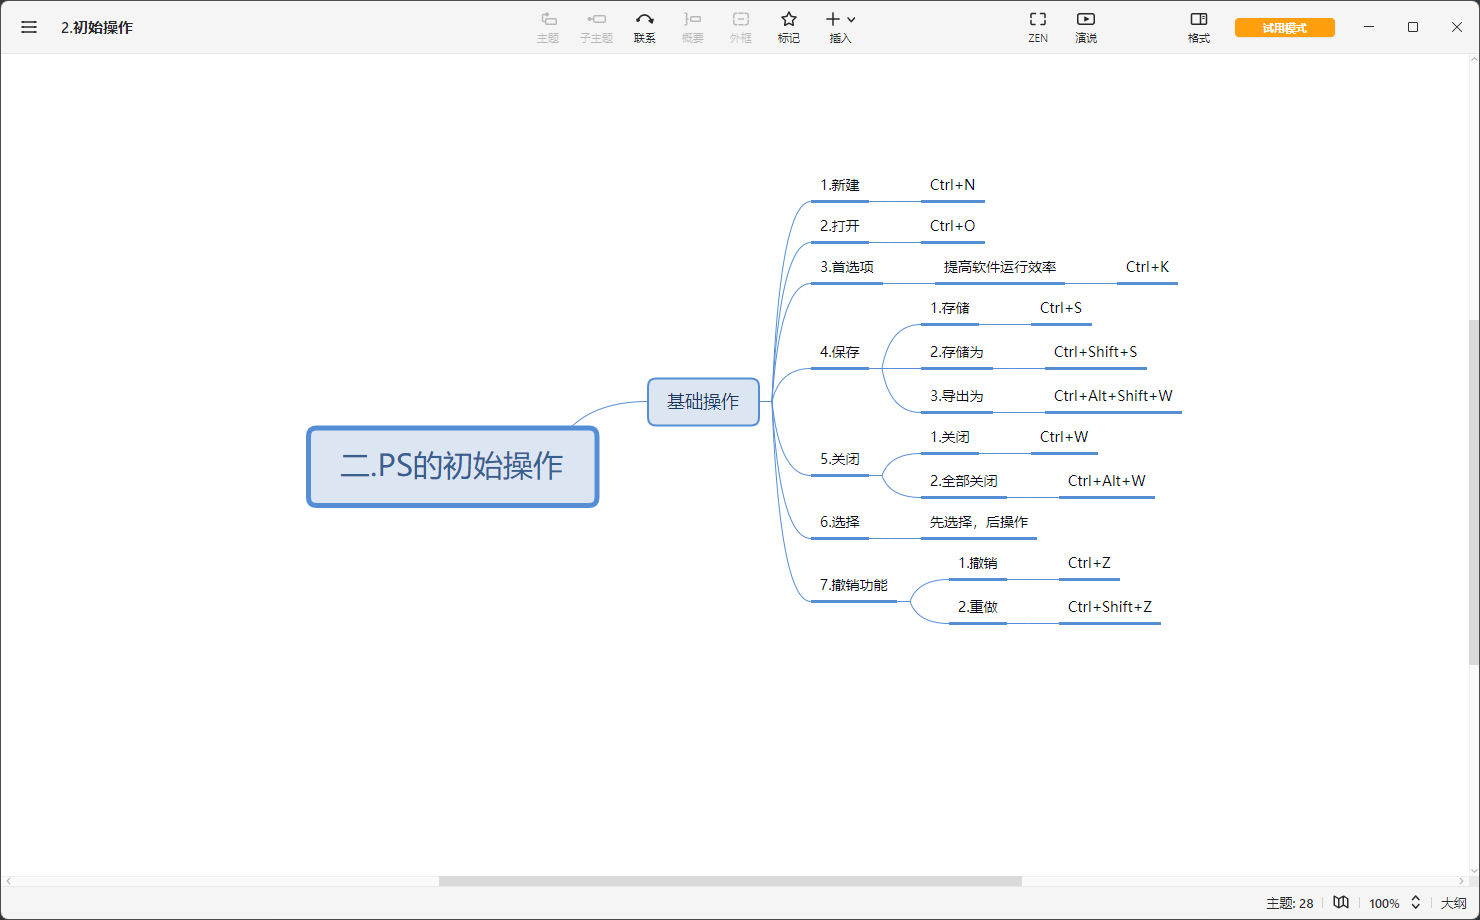 2.初始操作
主题
子主题
联系
概要
外框
标记
插入
ZEN
演说
格式
试用模式
二.PS的初始操作
基础操作
1.新建 Ctrl+N
2.打开 Ctrl+O
3.首选项 提高软件运行效率 Ctrl+K
4.保存
1.存储 Ctrl+S
2.存储为 Ctrl+Shift+S
3.导出为 Ctrl+Alt+Shift+W
5.关闭
1.关闭 Ctrl+W
2.全部关闭 Ctrl+Alt+W
6.选择 先选择，后操作
7.撤销功能
1.撤销 Ctrl+Z
2.重做 Ctrl+Shift+Z
主题: 28
100%
大纲